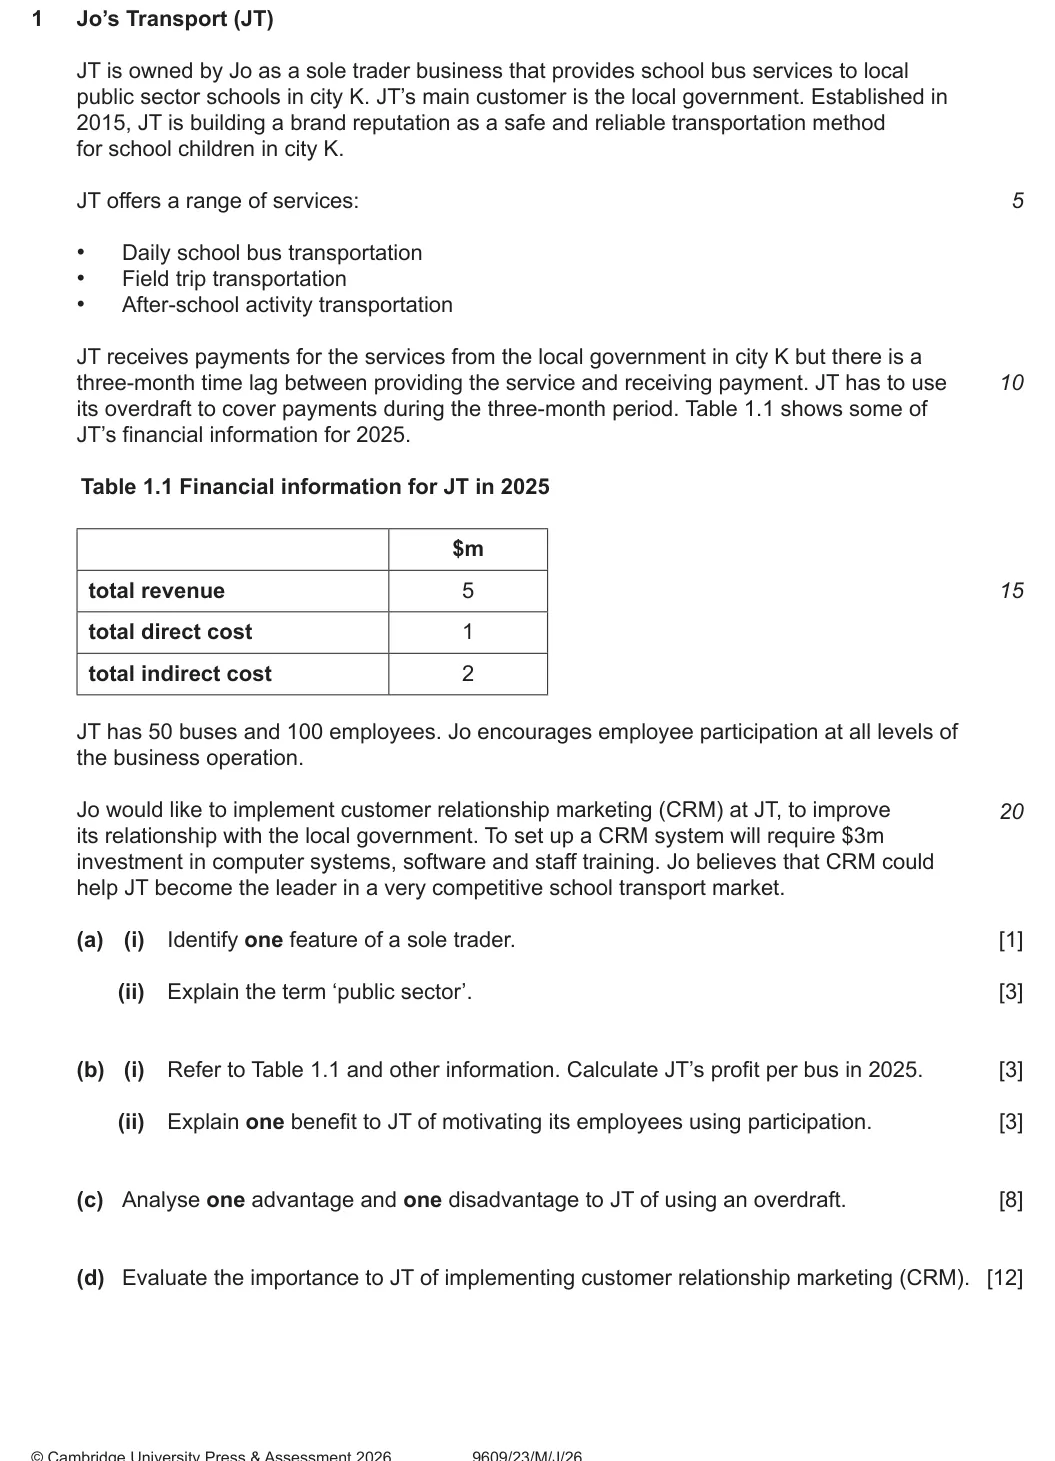 1 Jo’s Transport (JT)
JT is owned by Jo as a sole trader business that provides school bus services to local
public sector schools in city K. JT’s main customer is the local government. Established in
2015, JT is building a brand reputation as a safe and reliable transportation method
for school children in city K.
JT offers a range of services: 5
• Daily school bus transportation
• Field trip transportation
• After-school activity transportation
JT receives payments for the services from the local government in city K but there is a
three-month time lag between providing the service and receiving payment. JT has to use 10
its overdraft to cover payments during the three-month period. Table 1.1 shows some of
JT’s financial information for 2025.
Table 1.1 Financial information for JT in 2025
$m
total revenue 5 15
total direct cost 1
total indirect cost 2
JT has 50 buses and 100 employees. Jo encourages employee participation at all levels of
the business operation.
Jo would like to implement customer relationship marketing (CRM) at JT, to improve 20
its relationship with the local government. To set up a CRM system will require $3m
investment in computer systems, software and staff training. Jo believes that CRM could
help JT become the leader in a very competitive school transport market.
(a) (i) Identify one feature of a sole trader. [1]
(ii) Explain the term ‘public sector’. [3]
(b) (i) Refer to Table 1.1 and other information. Calculate JT’s profit per bus in 2025. [3]
(ii) Explain one benefit to JT of motivating its employees using participation. [3]
(c) Analyse one advantage and one disadvantage to JT of using an overdraft. [8]
(d) Evaluate the importance to JT of implementing customer relationship marketing (CRM). [12]
© Cambridge University Press & Assessment 2026 9609/23/M/J/26